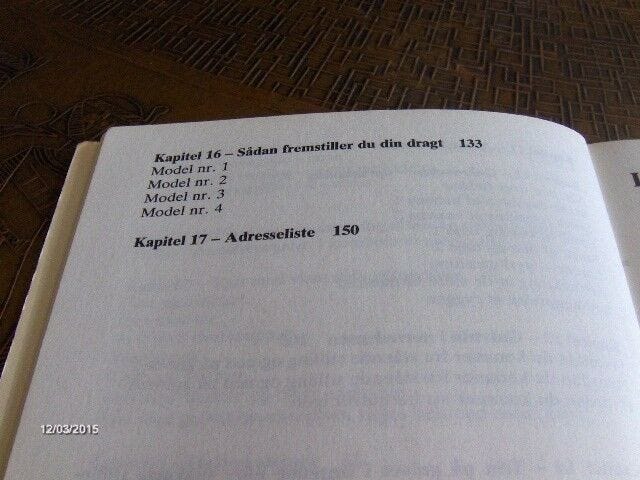 Kapitel 16 – Sådan fremstiller du din dragt 133
Model nr. 1
Model nr. 2
Model nr. 3
Model nr. 4
Kapitel 17 – Adresseliste 150
12/03/2015